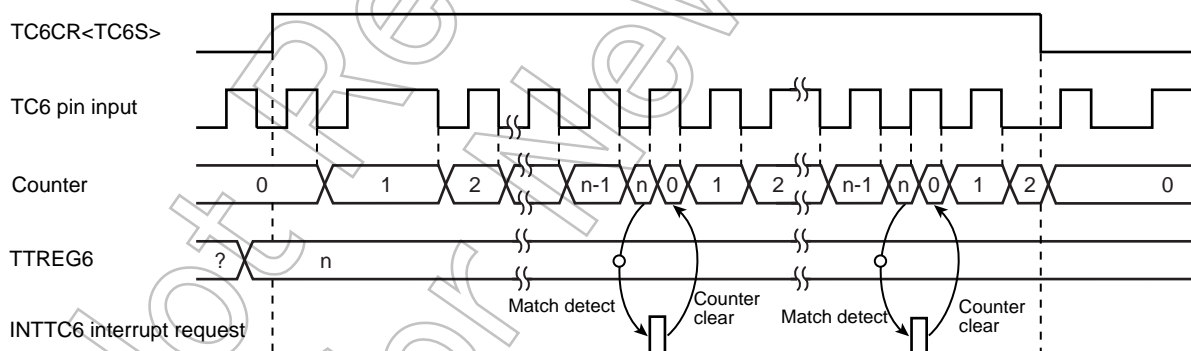 TC6CR<TC6S>
TC6 pin input
Counter 0 1 2 n-1 n 0 1 2 n-1 n 0 1 2 0
TTREG6 ? n
Match detect Counter clear Match detect Counter clear
INTTC6 interrupt request